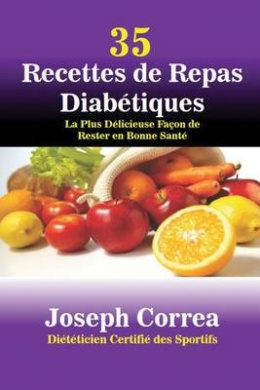 35
Recettes de Repas
Diabétiques
La Plus Délicieuse Façon de
Rester en Bonne Santé
Joseph Correa
Diététicien Certifié des Sportifs